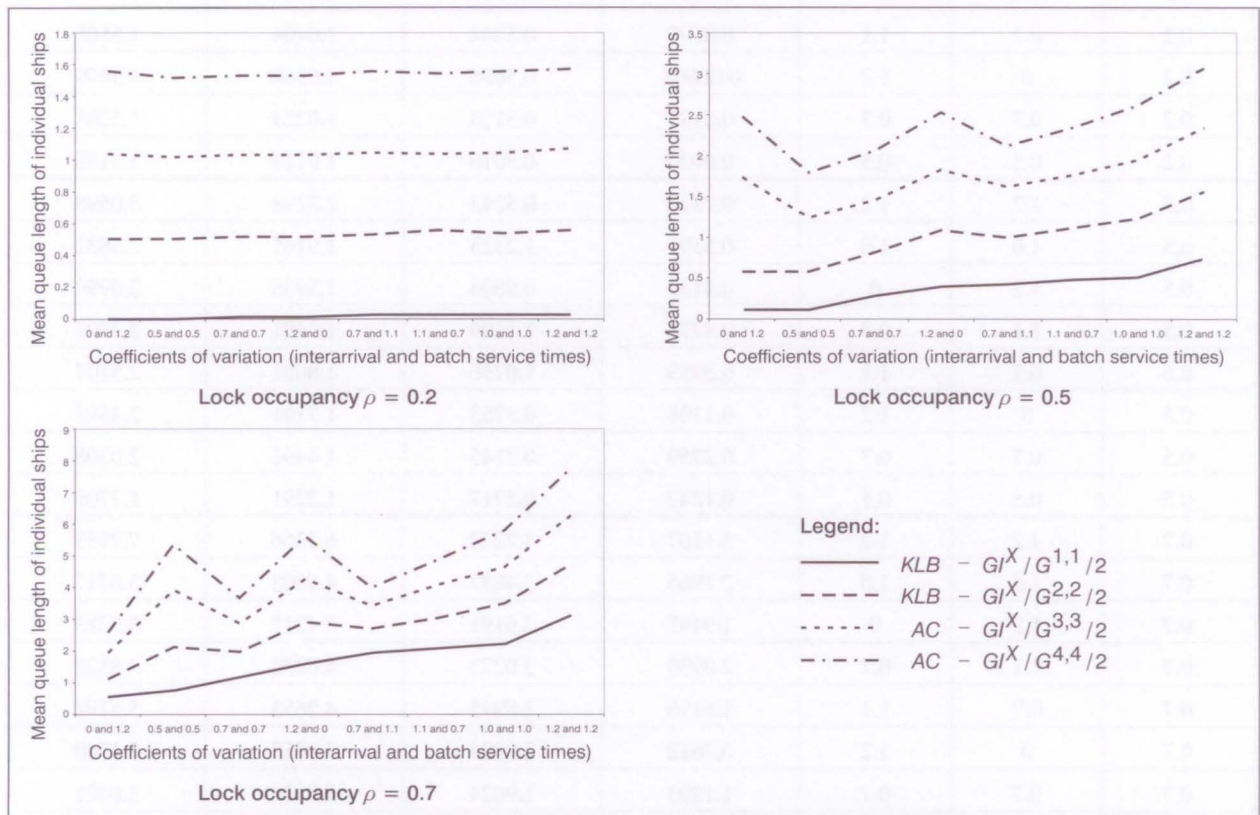 Mean queue length of individual ships
1.8
1.6
1.4
1.2
1
0.8
0.6
0.4
0.2
0
0 and 1.2 0.5 and 0.5 0.7 and 0.7 1.2 and 0 0.7 and 1.1 1.1 and 0.7 1.0 and 1.0 1.2 and 1.2
Coefficients of variation (interarrival and batch service times)
Lock occupancy ρ = 0.2
Mean queue length of individual ships
3.5
3
2.5
2
1.5
1
0.5
0
0 and 1.2 0.5 and 0.5 0.7 and 0.7 1.2 and 0 0.7 and 1.1 1.1 and 0.7 1.0 and 1.0 1.2 and 1.2
Coefficients of variation (interarrival and batch service times)
Lock occupancy ρ = 0.5
Mean queue length of individual ships
9
8
7
6
5
4
3
2
1
0
0 and 1.2 0.5 and 0.5 0.7 and 0.7 1.2 and 0 0.7 and 1.1 1.1 and 0.7 1.0 and 1.0 1.2 and 1.2
Coefficients of variation (interarrival and batch service times)
Lock occupancy ρ = 0.7
Legend:
KLB – GI^X/G^1,1/2
KLB – GI^X/G^2,2/2
AC – GI^X/G^3,3/2
AC – GI^X/G^4,4/2